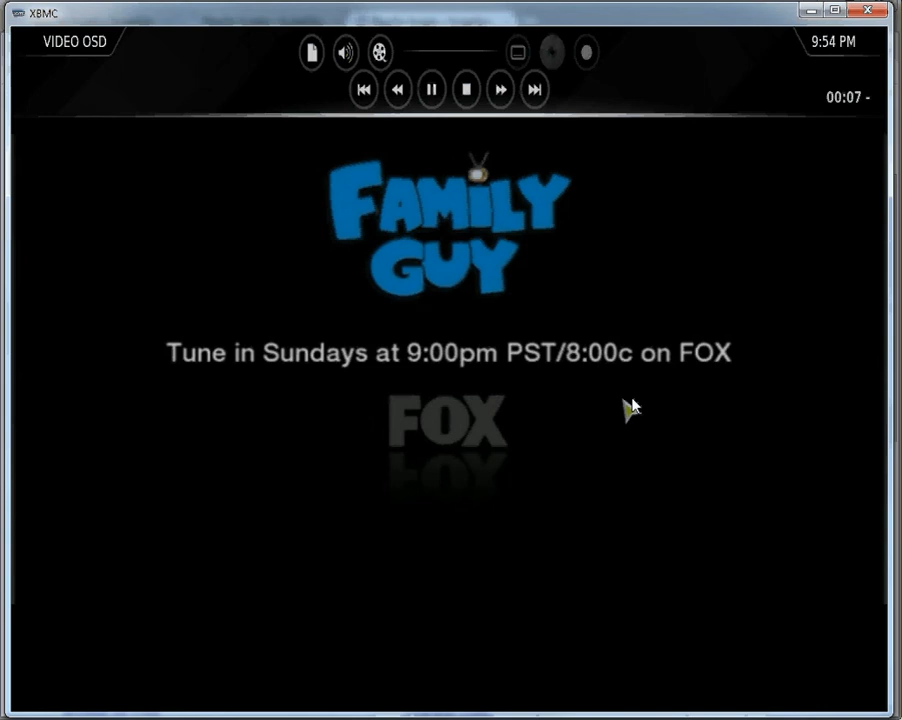 XBMC
VIDEO OSD
9:54 PM
00:07 -
FAMILY
GUY
Tune in Sundays at 9:00pm PST/8:00c on FOX
FOX